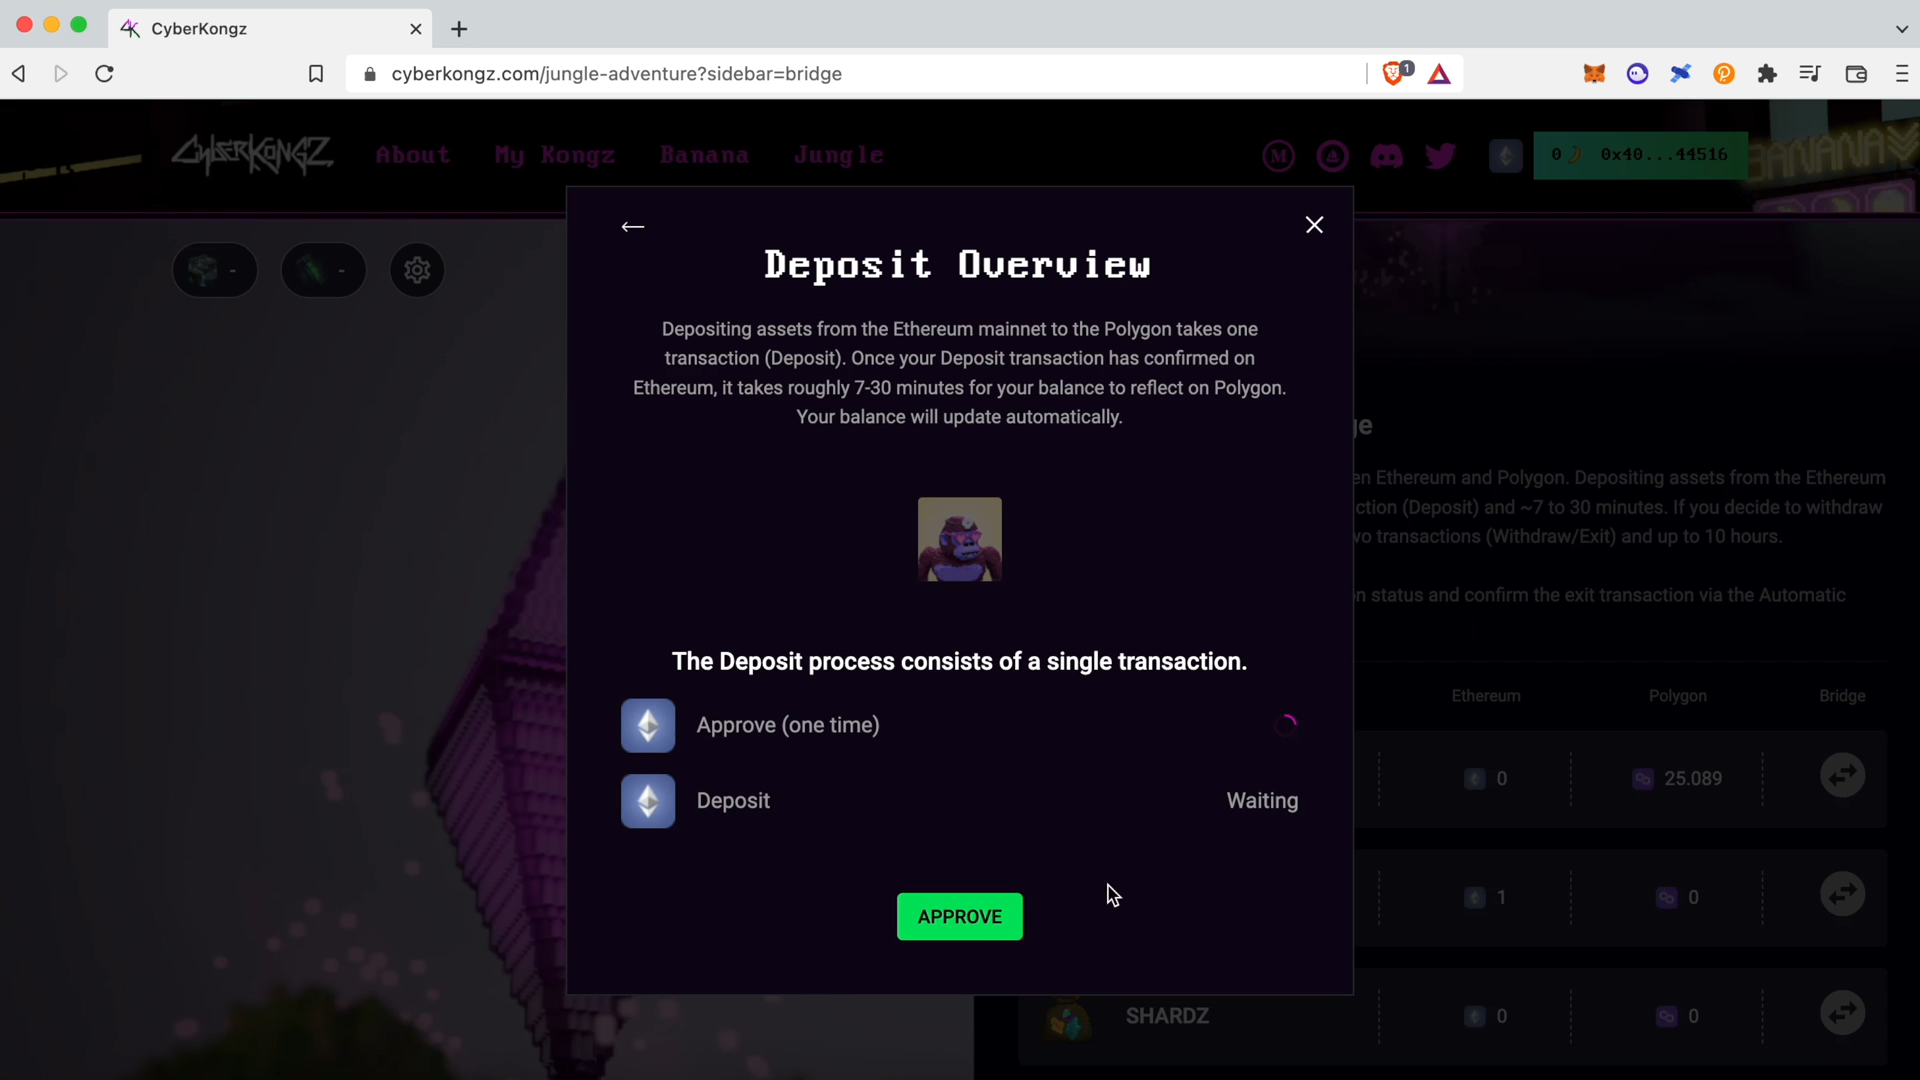 CyberKongz
cyberkongz.com/jungle-adventure?sidebar=bridge
1
CYBERKONGZ
About
My Kongz
Banana
Jungle
M
0
0x40...44516
BANANA
-
-
Deposit Overview
Depositing assets from the Ethereum mainnet to the Polygon takes one
transaction (Deposit). Once your Deposit transaction has confirmed on
Ethereum, it takes roughly 7-30 minutes for your balance to reflect on Polygon.
Your balance will update automatically.
The Deposit process consists of a single transaction.
Approve (one time)
Deposit
Waiting
APPROVE
ge
en Ethereum and Polygon. Depositing assets from the Ethereum
ction (Deposit) and ~7 to 30 minutes. If you decide to withdraw
wo transactions (Withdraw/Exit) and up to 10 hours.
n status and confirm the exit transaction via the Automatic
Ethereum
Polygon
Bridge
0
25.089
1
0
SHARDZ
0
0